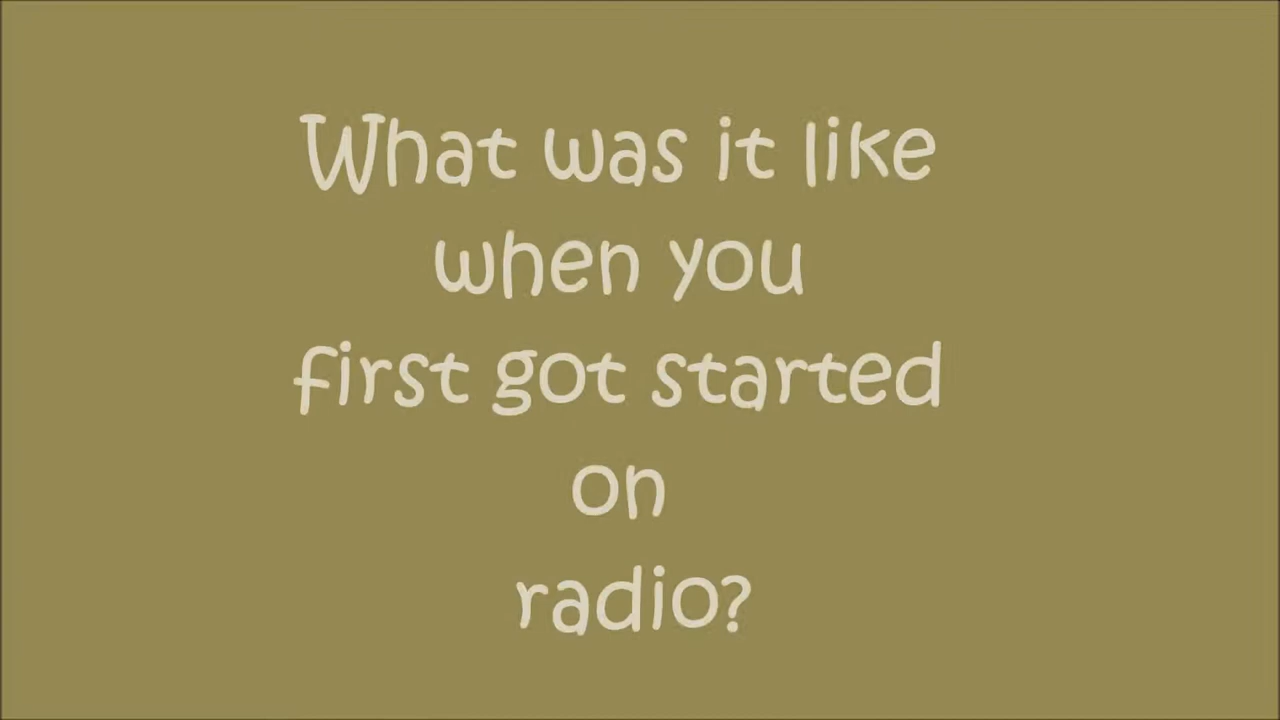 What was it like
when you
first got started
on
radio?